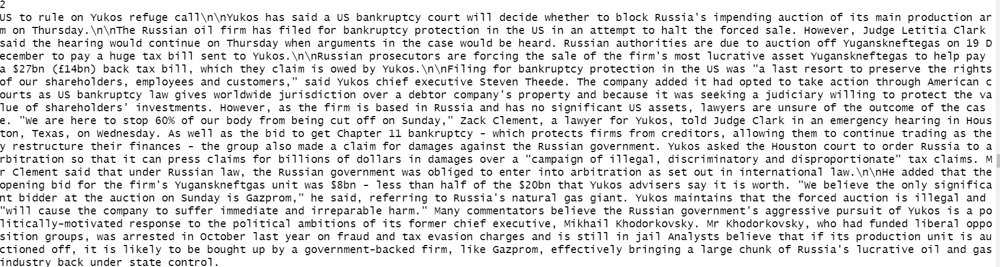 2
US to rule on Yukos refuge call\n\nYukos has said a US bankruptcy court will decide whether to block Russia's impending auction of its main production ar
m on Thursday.\n\nThe Russian oil firm has filed for bankruptcy protection in the US in an attempt to halt the forced sale. However, Judge Letitia Clark
said the hearing would continue on Thursday when arguments in the case would be heard. Russian authorities are due to auction off Yuganskneftegas on 19 D
ecember to pay a huge tax bill sent to Yukos.\n\nRussian prosecutors are forcing the sale of the firm's most lucrative asset Yuganskneftegas to help pay
a $27bn (£14bn) back tax bill, which they claim is owed by Yukos.\n\nFiling for bankruptcy protection in the US was "a last resort to preserve the rights
of our shareholders, employees and customers," said Yukos chief executive Steven Theede. The company added it had opted to take action through American c
ourts as US bankruptcy law gives worldwide jurisdiction over a debtor company's property and because it was seeking a judiciary willing to protect the va
lue of shareholders' investments. However, as the firm is based in Russia and has no significant US assets, lawyers are unsure of the outcome of the cas
e. "We are here to stop 60% of our body from being cut off on Sunday," Zack Clement, a lawyer for Yukos, told Judge Clark in an emergency hearing in Hous
ton, Texas, on Wednesday. As well as the bid to get Chapter 11 bankruptcy - which protects firms from creditors, allowing them to continue trading as the
y restructure their finances - the group also made a claim for damages against the Russian government. Yukos asked the Houston court to order Russia to a
rbitration so that it can press claims for billions of dollars in damages over a "campaign of illegal, discriminatory and disproportionate" tax claims. M
r Clement said that under Russian law, the Russian government was obliged to enter into arbitration as set out in international law.\n\nHe added that the
opening bid for the firm's Yuganskneftgas unit was $8bn - less than half of the $20bn that Yukos advisers say it is worth. "We believe the only significa
nt bidder at the auction on Sunday is Gazprom," he said, referring to Russia's natural gas giant. Yukos maintains that the forced auction is illegal and
"will cause the company to suffer immediate and irreparable harm." Many commentators believe the Russian government's aggressive pursuit of Yukos is a po
litically-motivated response to the political ambitions of its former chief executive, Mikhail Khodorkovsky. Mr Khodorkovsky, who had funded liberal oppo
sition groups, was arrested in October last year on fraud and tax evasion charges and is still in jail Analysts believe that if its production unit is au
ctioned off, it is likely to be bought up by a government-backed firm, like Gazprom, effectively bringing a large chunk of Russia's lucrative oil and gas
industry back under state control.